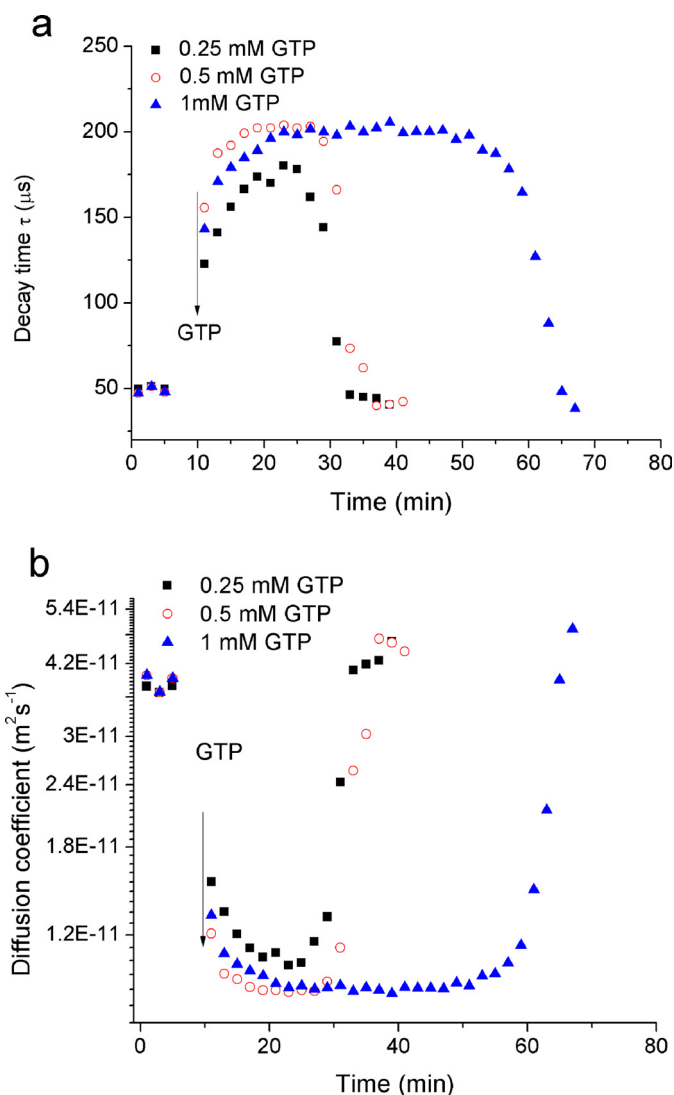 a
0.25 mM GTP
0.5 mM GTP
1mM GTP
250
200
150
100
50
Decay time τ (μs)
GTP
0 10 20 30 40 50 60 70 80
Time (min)
b
0.25 mM GTP
0.5 mM GTP
1 mM GTP
5.4E-11
4.2E-11
3E-11
2.4E-11
1.8E-11
1.2E-11
Diffusion coefficient (m²s⁻¹)
GTP
0 20 40 60 80
Time (min)